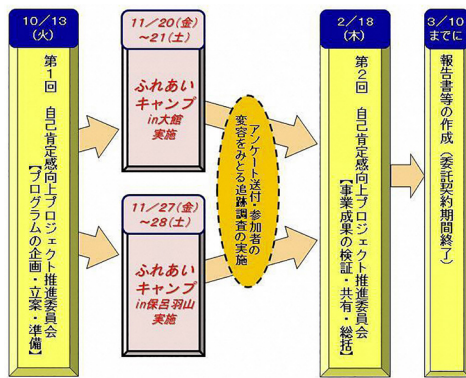 10/13
(火)
第1回 自己肯定感向上プロジェクト推進委員会
【プログラムの企画・立案・準備】
11/20(金)
～21(土)
ふれあい
キャンプ
in大館
実施
11/27(金)
～28(土)
ふれあい
キャンプ
in保呂羽山
実施
アンケート送付・参加者の
変容をみとる追跡調査の実施
2/18
(木)
第2回 自己肯定感向上プロジェクト推進委員会
【事業成果の検証・共有・総括】
3/10
までに
報告書等の作成(委託契約期間終了)